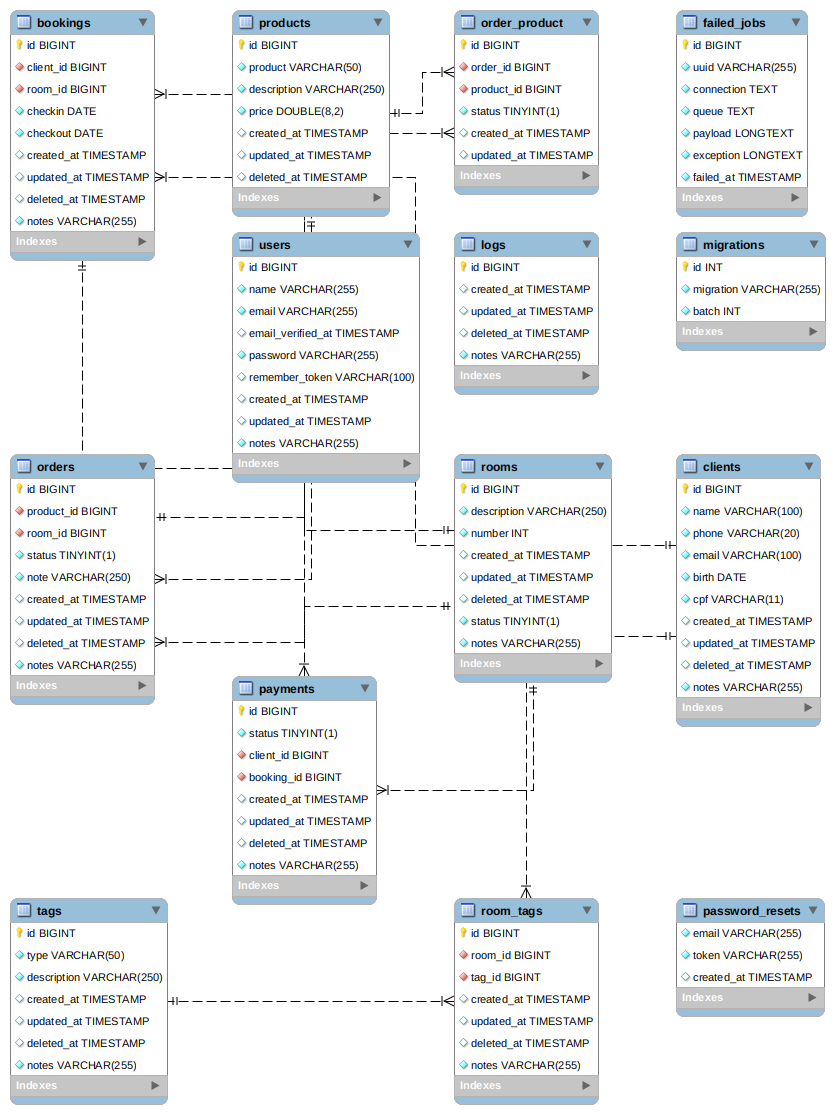 bookings
id BIGINT
client_id BIGINT
room_id BIGINT
checkin DATE
checkout DATE
created_at TIMESTAMP
updated_at TIMESTAMP
deleted_at TIMESTAMP
notes VARCHAR(255)
Indexes
products
id BIGINT
product VARCHAR(50)
description VARCHAR(250)
price DOUBLE(8,2)
created_at TIMESTAMP
updated_at TIMESTAMP
deleted_at TIMESTAMP
Indexes
order_product
id BIGINT
order_id BIGINT
product_id BIGINT
status TINYINT(1)
created_at TIMESTAMP
updated_at TIMESTAMP
Indexes
failed_jobs
id BIGINT
uuid VARCHAR(255)
connection TEXT
queue TEXT
payload LONGTEXT
exception LONGTEXT
failed_at TIMESTAMP
Indexes
users
id BIGINT
name VARCHAR(255)
email VARCHAR(255)
email_verified_at TIMESTAMP
password VARCHAR(255)
remember_token VARCHAR(100)
created_at TIMESTAMP
updated_at TIMESTAMP
notes VARCHAR(255)
Indexes
logs
id BIGINT
created_at TIMESTAMP
updated_at TIMESTAMP
deleted_at TIMESTAMP
notes VARCHAR(255)
Indexes
migrations
id INT
migration VARCHAR(255)
batch INT
Indexes
orders
id BIGINT
product_id BIGINT
room_id BIGINT
status TINYINT(1)
note VARCHAR(250)
created_at TIMESTAMP
updated_at TIMESTAMP
deleted_at TIMESTAMP
notes VARCHAR(255)
Indexes
rooms
id BIGINT
description VARCHAR(250)
number INT
created_at TIMESTAMP
updated_at TIMESTAMP
deleted_at TIMESTAMP
status TINYINT(1)
notes VARCHAR(255)
Indexes
clients
id BIGINT
name VARCHAR(100)
phone VARCHAR(20)
email VARCHAR(100)
birth DATE
cpf VARCHAR(11)
created_at TIMESTAMP
updated_at TIMESTAMP
deleted_at TIMESTAMP
notes VARCHAR(255)
Indexes
payments
id BIGINT
status TINYINT(1)
client_id BIGINT
booking_id BIGINT
created_at TIMESTAMP
updated_at TIMESTAMP
deleted_at TIMESTAMP
notes VARCHAR(255)
Indexes
tags
id BIGINT
type VARCHAR(50)
description VARCHAR(250)
created_at TIMESTAMP
updated_at TIMESTAMP
deleted_at TIMESTAMP
notes VARCHAR(255)
Indexes
room_tags
id BIGINT
room_id BIGINT
tag_id BIGINT
created_at TIMESTAMP
updated_at TIMESTAMP
deleted_at TIMESTAMP
notes VARCHAR(255)
Indexes
password_resets
email VARCHAR(255)
token VARCHAR(255)
created_at TIMESTAMP
Indexes